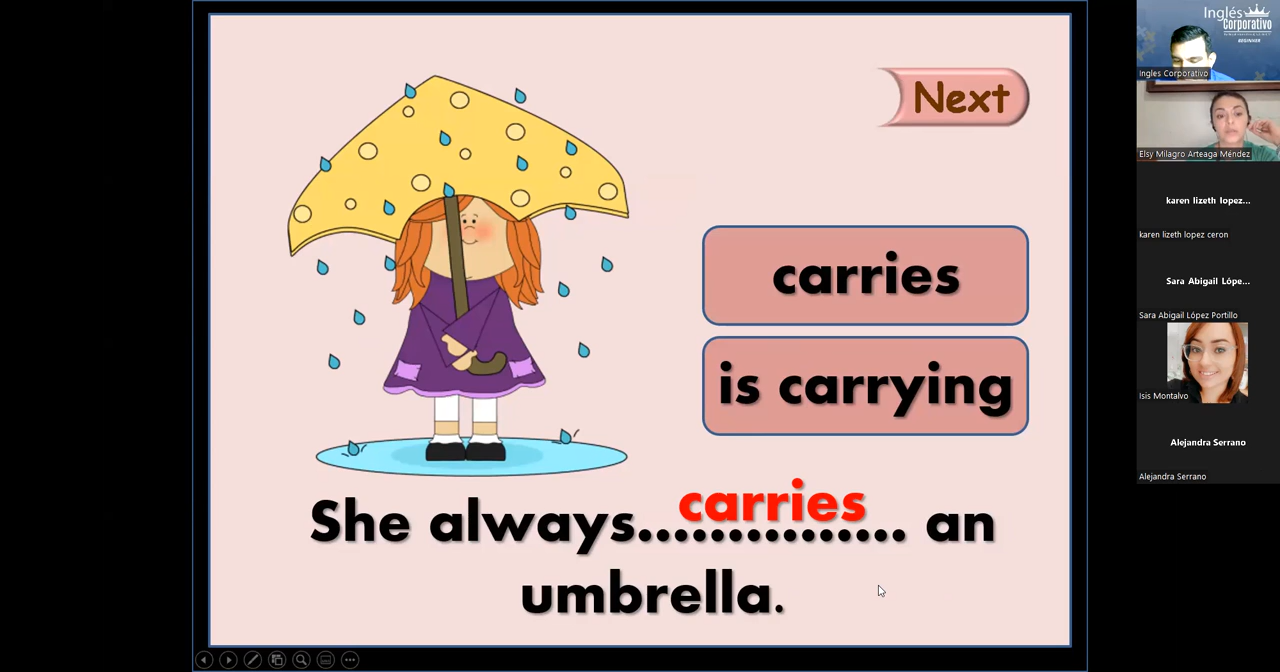 Next
carries
is carrying
carries
She always............... an
umbrella.
Inglés
Corporativo
BEGINNER
Ingles Corporativo
Elsy Milagro Arteaga Méndez
karen lizeth lopez...
karen lizeth lopez ceron
Sara Abigail Lópe...
Sara Abigail López Portillo
Isis Montalvo
Alejandra Serrano
Alejandra Serrano